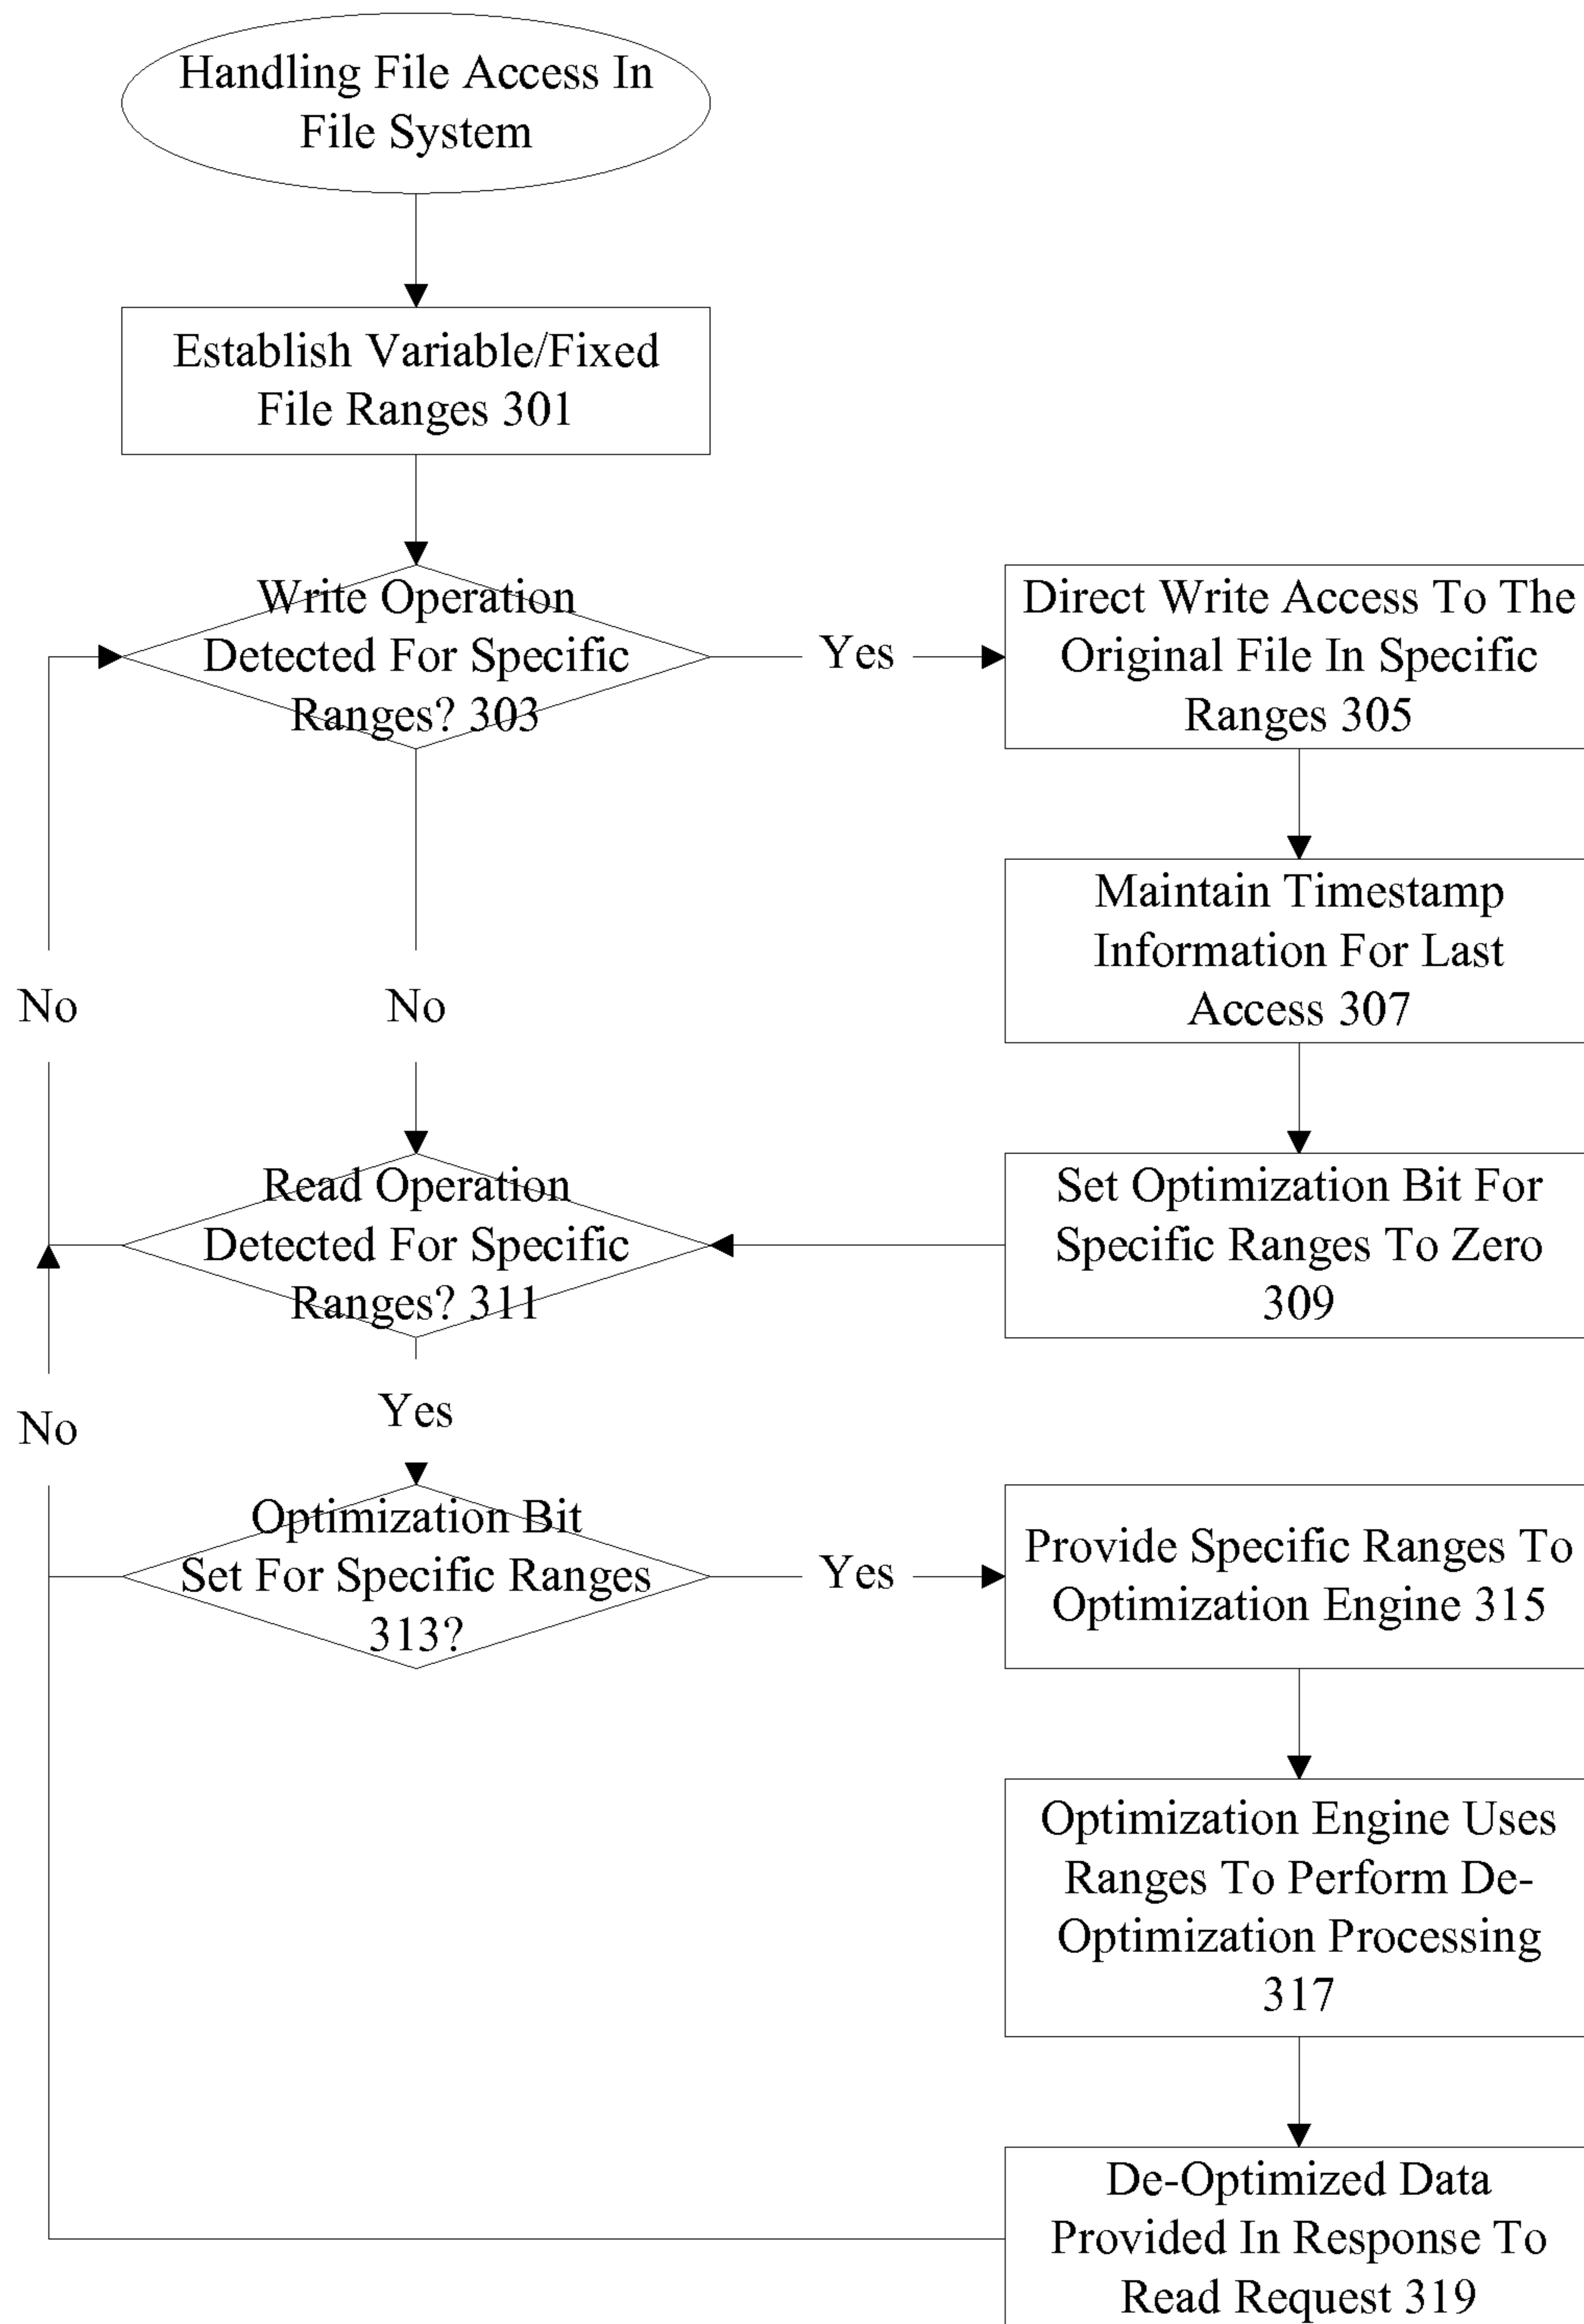 Handling File Access In
File System
Establish Variable/Fixed
File Ranges 301
Write Operation
Detected For Specific
Ranges? 303
Yes
Direct Write Access To The
Original File In Specific
Ranges 305
Maintain Timestamp
Information For Last
Access 307
No
No
Read Operation
Detected For Specific
Ranges? 311
Set Optimization Bit For
Specific Ranges To Zero
309
No
Yes
Optimization Bit
Set For Specific Ranges
313?
Yes
Provide Specific Ranges To
Optimization Engine 315
Optimization Engine Uses
Ranges To Perform De-
Optimization Processing
317
De-Optimized Data
Provided In Response To
Read Request 319